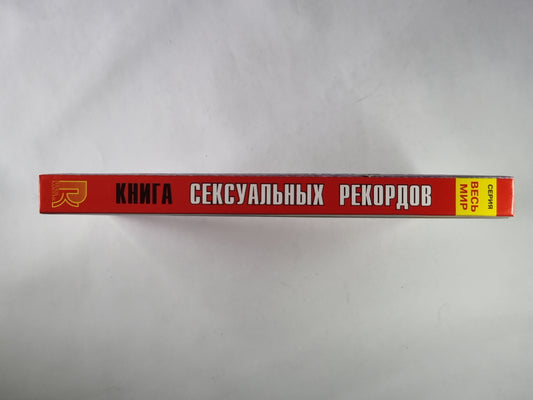 КНИГА СЕКСУАЛЬНЫХ РЕКОРДОВ
СЕРИЯ
ВЕСЬ
МИР